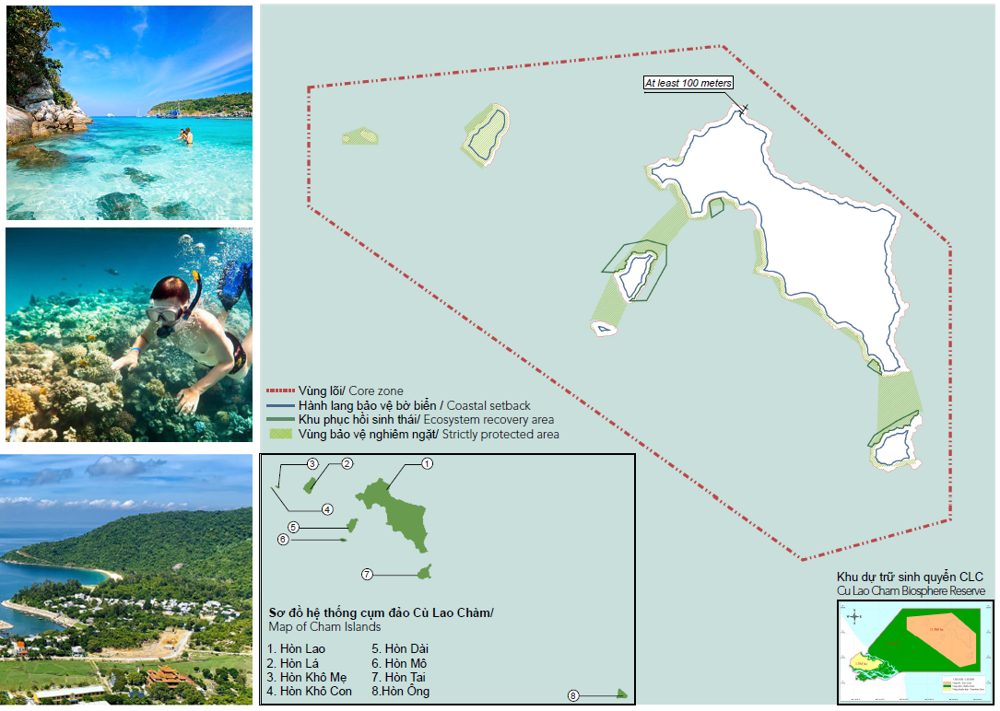 At least 100 meters
Vùng lõi/ Core zone
Hành lang bảo vệ bờ biển / Coastal setback
Khu phục hồi sinh thái/ Ecosystem recovery area
Vùng bảo vệ nghiêm ngặt/ Strictly protected area
3
2
1
4
5
6
7
Sơ đồ hệ thống cụm đảo Cù Lao Chàm/
Map of Cham Islands
1. Hòn Lao
2. Hòn Lá
3. Hòn Khô Mẹ
4. Hòn Khô Con
5. Hòn Dài
6. Hòn Mô
7. Hòn Tai
8.Hòn Ông
8
Khu dự trữ sinh quyển CLC
Cu Lao Cham Biosphere Reserve